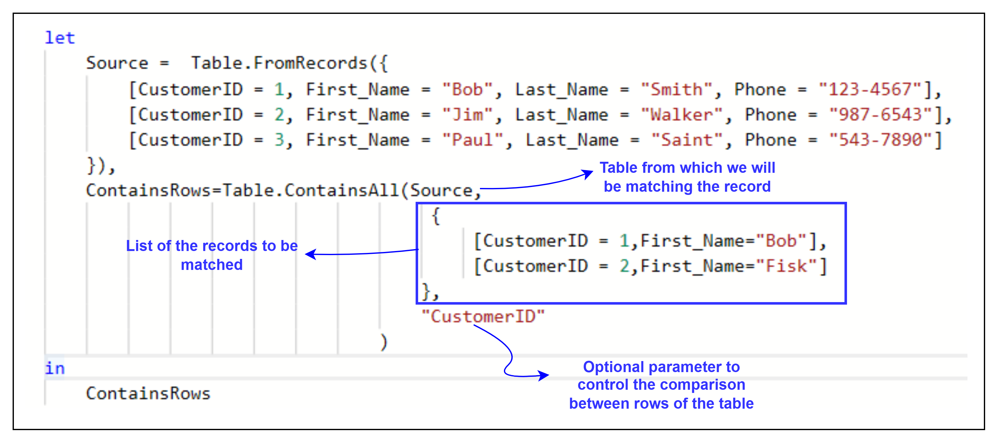 let
Source =  Table.FromRecords({
[CustomerID = 1, First_Name = "Bob", Last_Name = "Smith", Phone = "123-4567"],
[CustomerID = 2, First_Name = "Jim", Last_Name = "Walker", Phone = "987-6543"],
[CustomerID = 3, First_Name = "Paul", Last_Name = "Saint", Phone = "543-7890"]
}),
Table from which we will
be matching the record
ContainsRows=Table.ContainsAll(Source,
{
[CustomerID = 1,First_Name="Bob"],
[CustomerID = 2,First_Name="Fisk"]
},
List of the records to be
matched
"CustomerID"
)
Optional parameter to
control the comparison
between rows of the table
in
ContainsRows